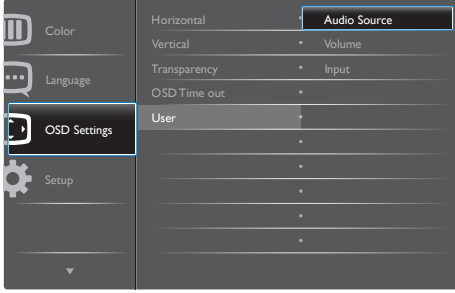 Color
Language
OSD Settings
Setup
Horizontal
Vertical
Transparency
OSD Time out
User
Audio Source
Volume
Input